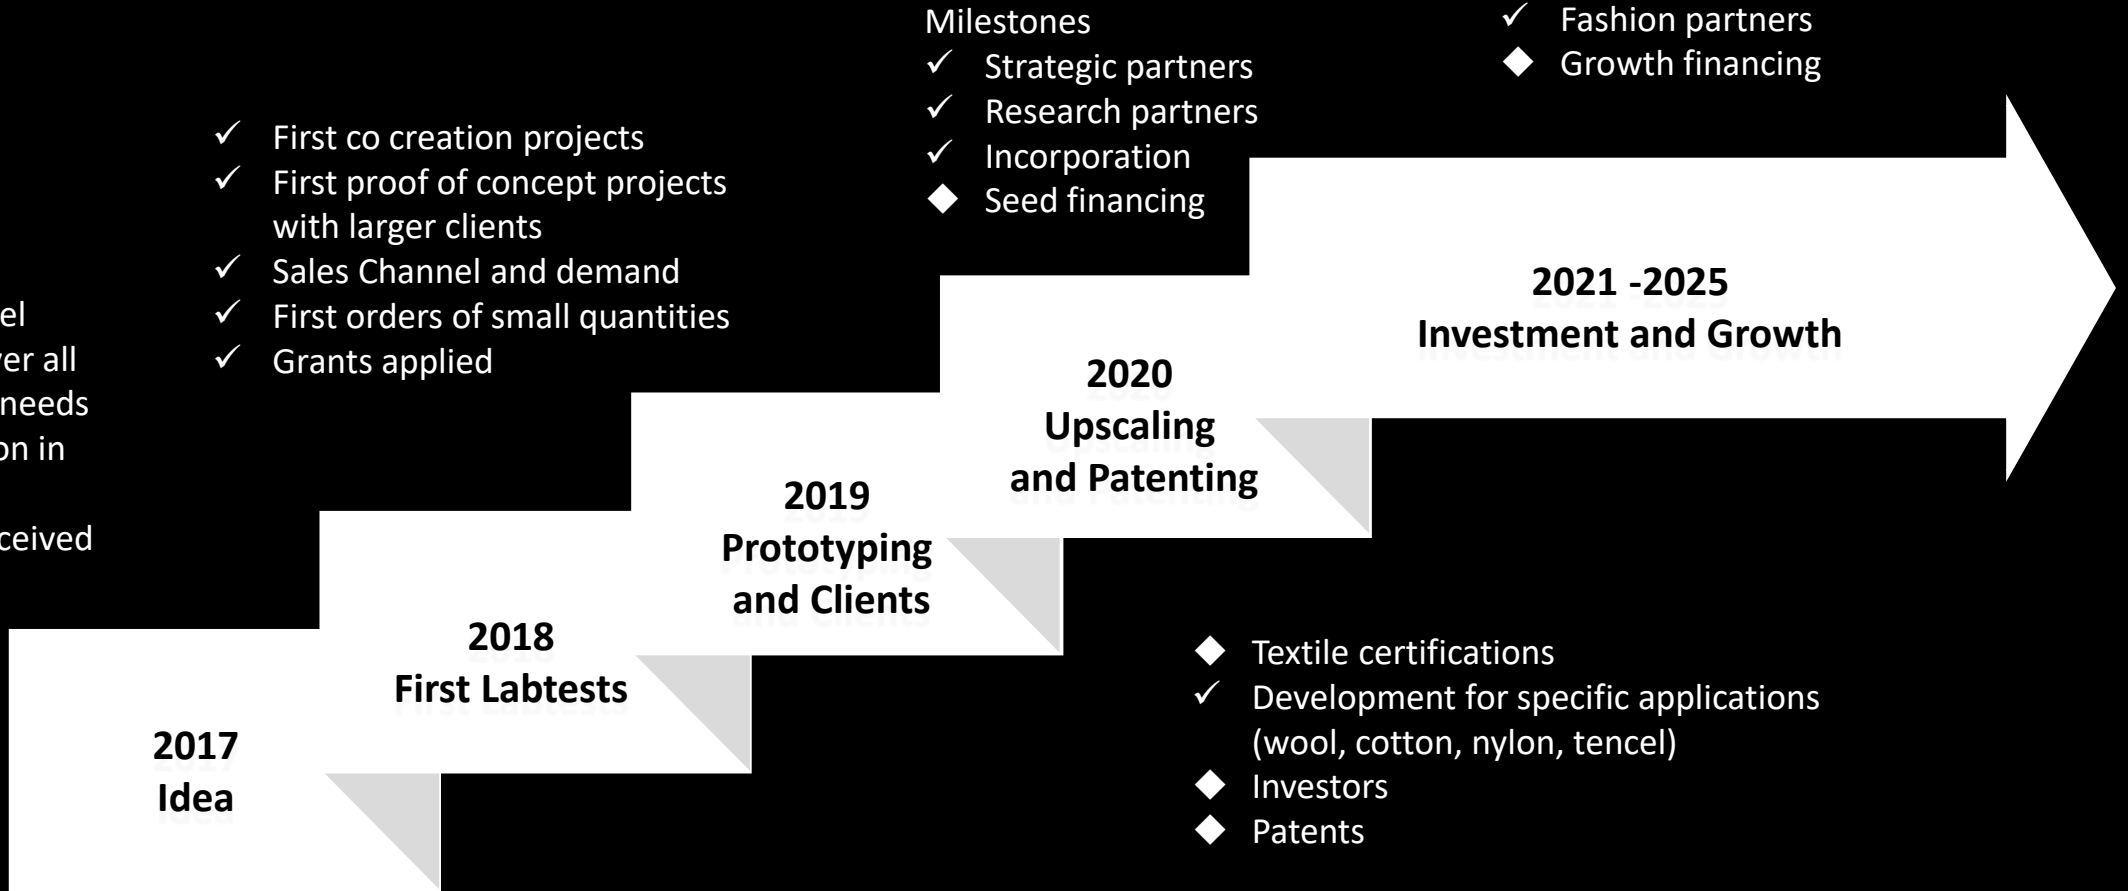 el
er all
needs
on in
ceived
✓ First co creation projects
✓ First proof of concept projects
with larger clients
✓ Sales Channel and demand
✓ First orders of small quantities
✓ Grants applied
Milestones
✓ Strategic partners
✓ Research partners
✓ Incorporation
◆ Seed financing
✓ Fashion partners
◆ Growth financing
2017
Idea
2018
First Labtests
2019
Prototyping
and Clients
2020
Upscaling
and Patenting
2021 -2025
Investment and Growth
◆ Textile certifications
✓ Development for specific applications
(wool, cotton, nylon, tencel)
◆ Investors
◆ Patents